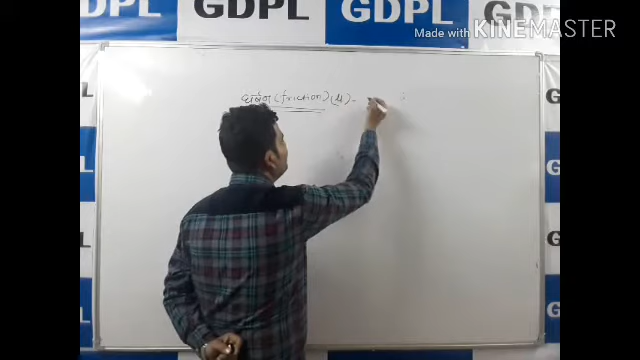 GDPL GDPL GDPL GDPL
Made with KINEMASTER
घर्षण (friction) (μ) -